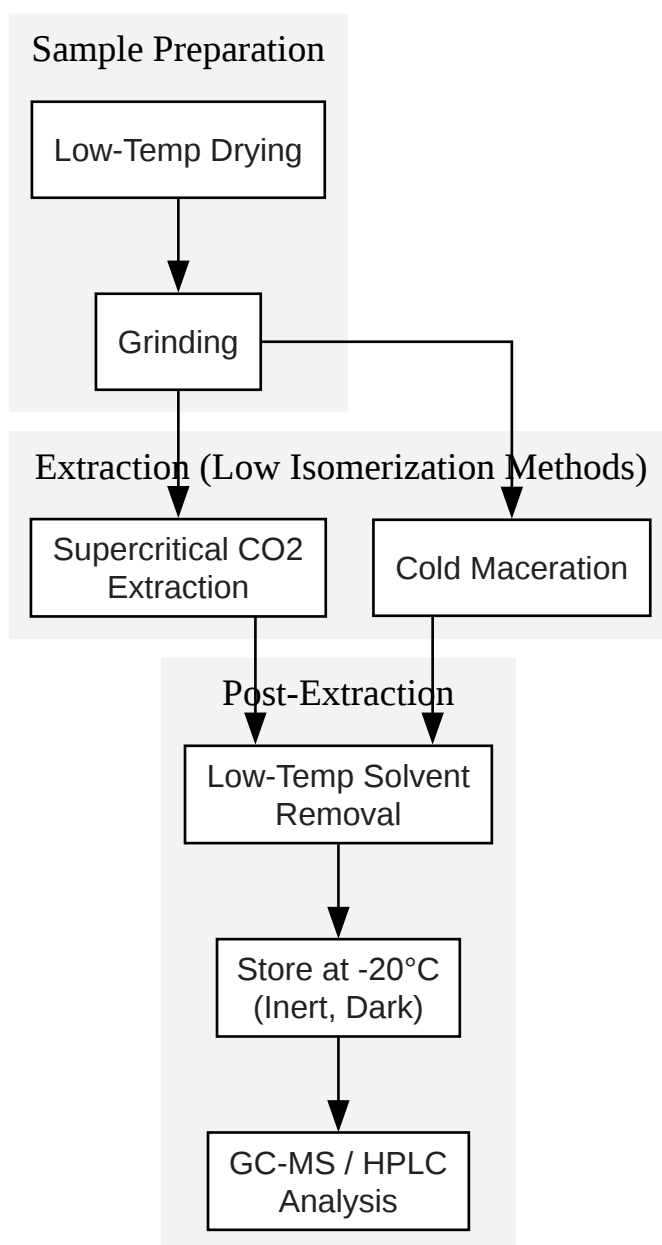 Sample Preparation
Low-Temp Drying
Grinding
Extraction (Low Isomerization Methods)
Supercritical CO2
Extraction
Cold Maceration
Post-Extraction
Low-Temp Solvent
Removal
Store at -20°C
(Inert, Dark)
GC-MS / HPLC
Analysis